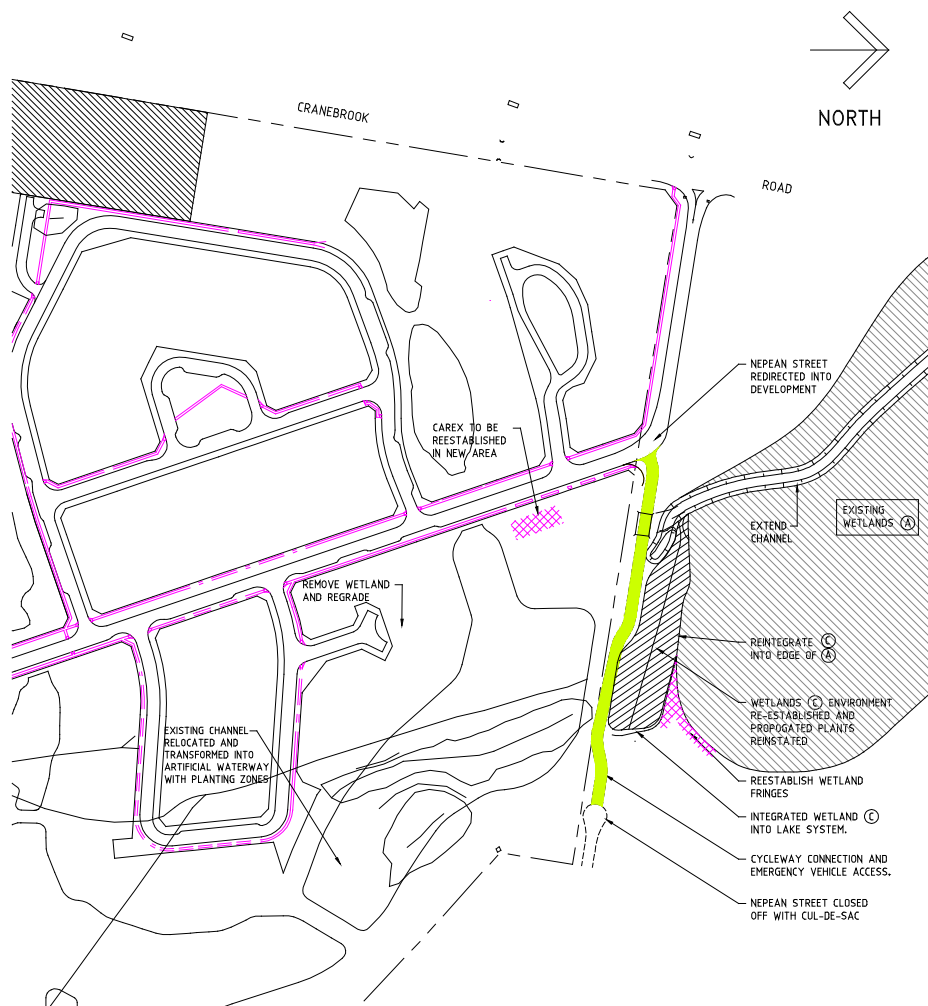 CRANEBROOK
NORTH
ROAD
NEPEAN STREET
REDIRECTED INTO
DEVELOPMENT
CAREX TO BE
REESTABLISHED
IN NEW AREA
EXISTING
WETLANDS A
EXTEND
CHANNEL
REMOVE WETLAND
AND REGRADE
REINTEGRATE C
INTO EDGE OF A
WETLANDS C ENVIRONMENT
RE-ESTABLISHED AND
PROPOGATED PLANTS
REINSTATED
EXISTING CHANNEL
RELOCATED AND
TRANSFORMED INTO
ARTIFICIAL WATERWAY
WITH PLANTING ZONES
REESTABLISH WETLAND
FRINGES
INTEGRATED WETLAND C
INTO LAKE SYSTEM.
CYCLEWAY CONNECTION AND
EMERGENCY VEHICLE ACCESS.
NEPEAN STREET CLOSED
OFF WITH CUL-DE-SAC